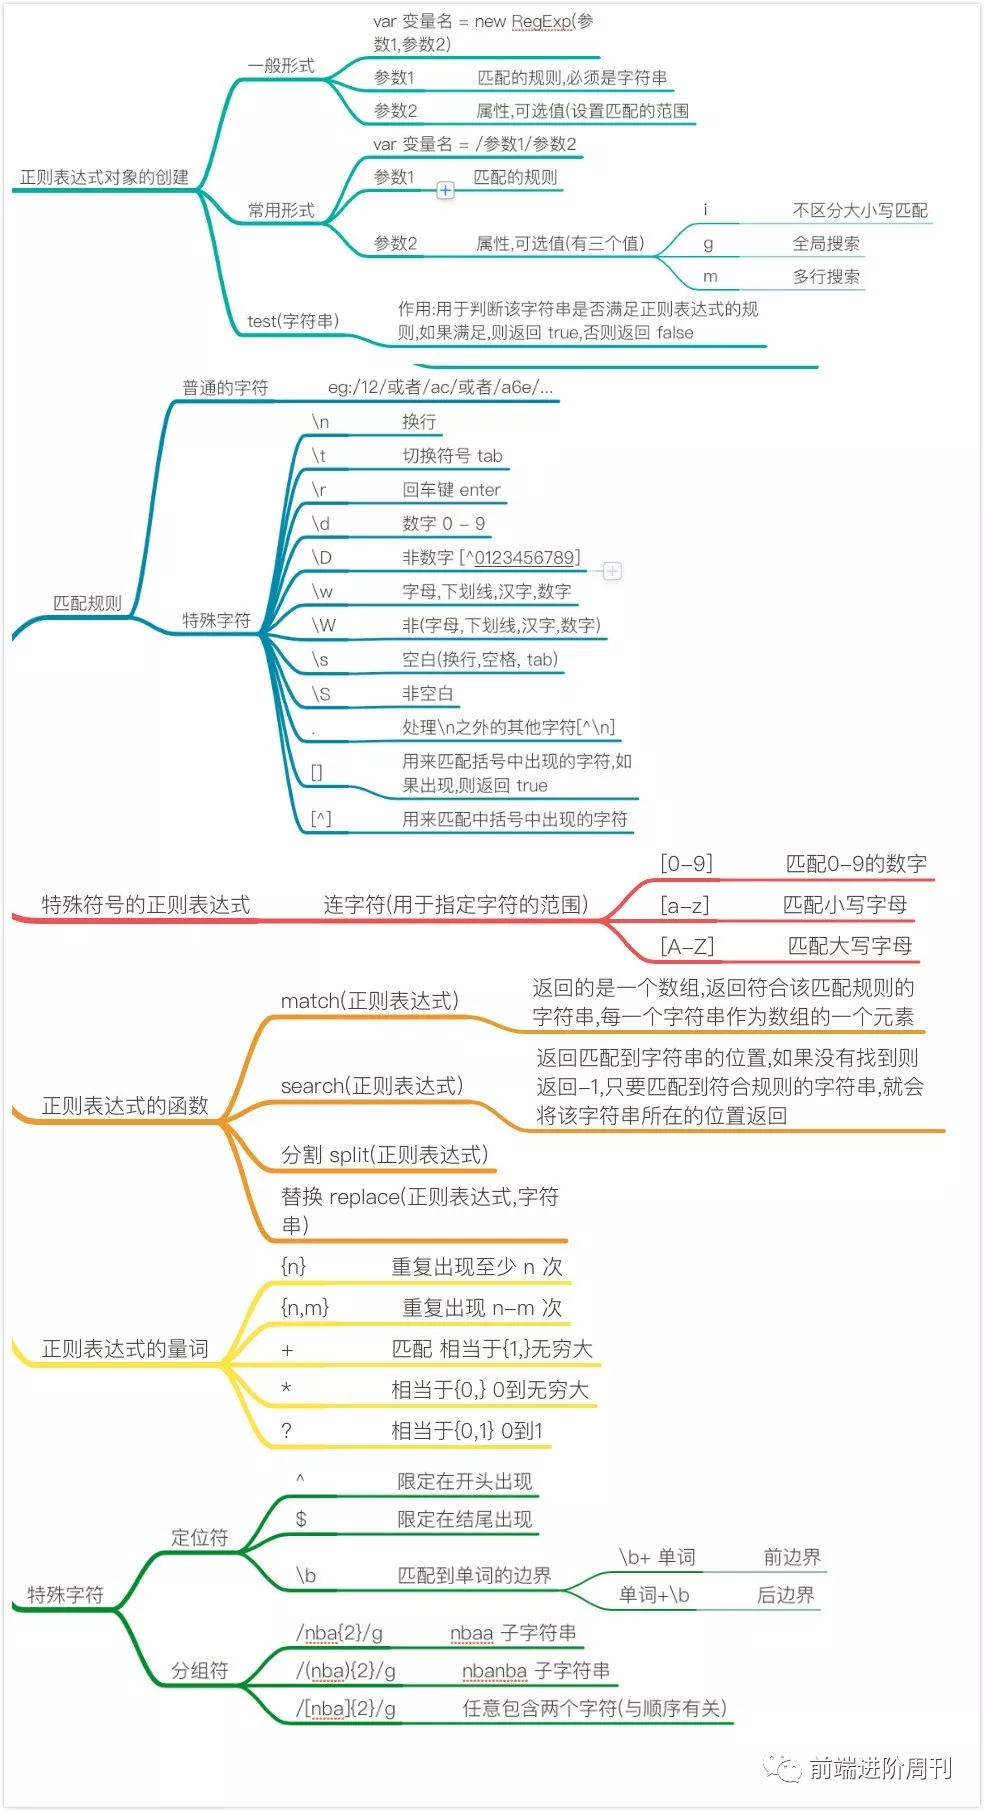 var 变量名 = new RegExp(参
数1,参数2)
一般形式
参数1 匹配的规则,必须是字符串
参数2 属性,可选值(设置匹配的范围
正则表达式对象的创建
var 变量名 = /参数1/参数2
参数1 匹配的规则
常用形式
参数2 属性,可选值(有三个值)
i 不区分大小写匹配
g 全局搜索
m 多行搜索
test(字符串)
作用:用于判断该字符串是否满足正则表达式的规
则,如果满足,则返回 true,否则返回 false
普通的字符 eg:/12/或者/ac/或者/a6e/...
\n 换行
\t 切换符号 tab
\r 回车键 enter
\d 数字 0 - 9
\D 非数字 [^0123456789]
匹配规则
特殊字符
\w 字母,下划线,汉字,数字
\W 非(字母,下划线,汉字,数字)
\s 空白(换行,空格, tab)
\S 非空白
. 处理\n之外的其他字符[^\n]
[] 用来匹配括号中出现的字符,如
果出现,则返回 true
[^] 用来匹配中括号中出现的字符
特殊符号的正则表达式 连字符(用于指定字符的范围)
[0-9] 匹配0-9的数字
[a-z] 匹配小写字母
[A-Z] 匹配大写字母
正则表达式的函数
match(正则表达式)
返回的是一个数组,返回符合该匹配规则的
字符串,每一个字符串作为数组的一个元素
search(正则表达式)
返回匹配到字符串的位置,如果没有找到则
返回-1,只要匹配到符合规则的字符串,就会
将该字符串所在的位置返回
分割 split(正则表达式)
替换 replace(正则表达式,字符
串)
正则表达式的量词
{n} 重复出现至少 n 次
{n,m} 重复出现 n-m 次
+ 匹配 相当于{1,}无穷大
* 相当于{0,} 0到无穷大
? 相当于{0,1} 0到1
特殊字符
定位符
^ 限定在开头出现
$ 限定在结尾出现
\b 匹配到单词的边界
\b+ 单词 前边界
单词+\b 后边界
分组符
/nba{2}/g nbaa 子字符串
/(nba){2}/g nbanba 子字符串
/[nba]{2}/g 任意包含两个字符(与顺序有关)
前端进阶周刊